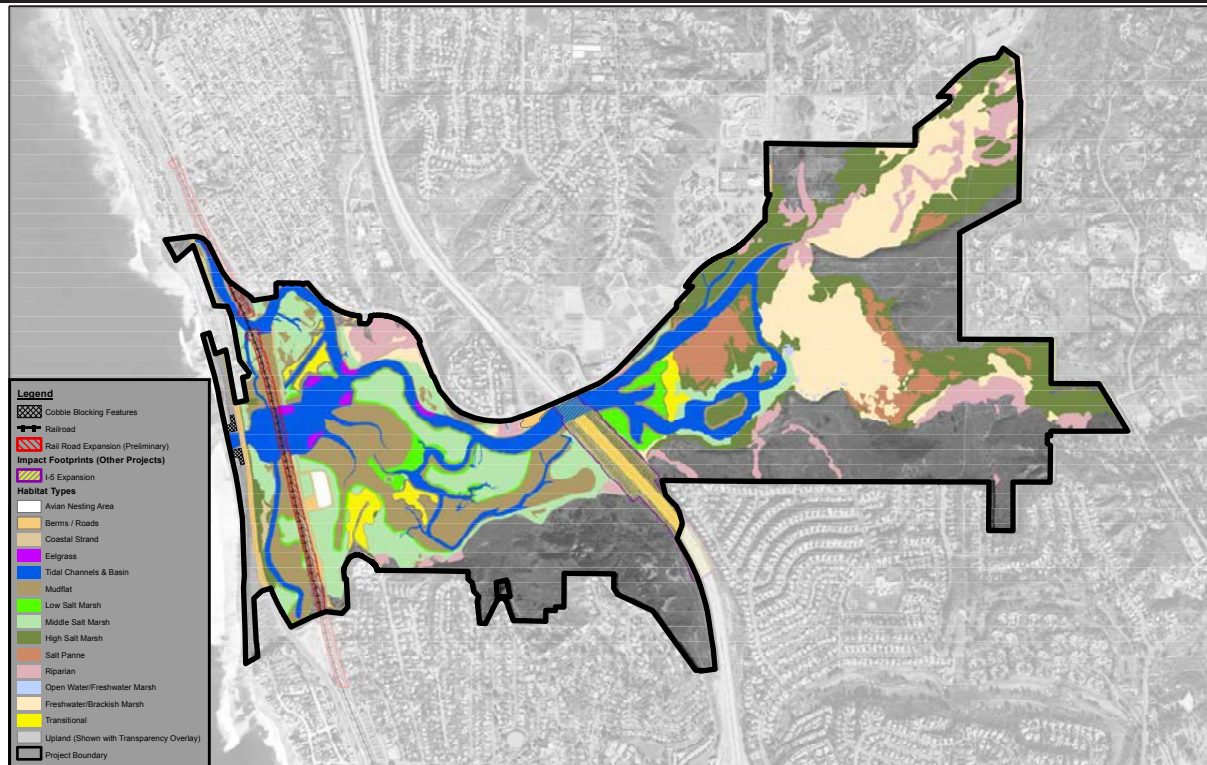 Legend
Cobble Blocking Features
Railroad
Rail Road Expansion (Preliminary)
Impact Footprints (Other Projects)
I-5 Expansion
Habitat Types
Avian Nesting Area
Berms / Roads
Coastal Strand
Eelgrass
Tidal Channels & Basin
Mudflat
Low Salt Marsh
Middle Salt Marsh
High Salt Marsh
Salt Panne
Riparian
Open Water/Freshwater Marsh
Freshwater/Brackish Marsh
Transitional
Upland (Shown with Transparency Overlay)
Project Boundary